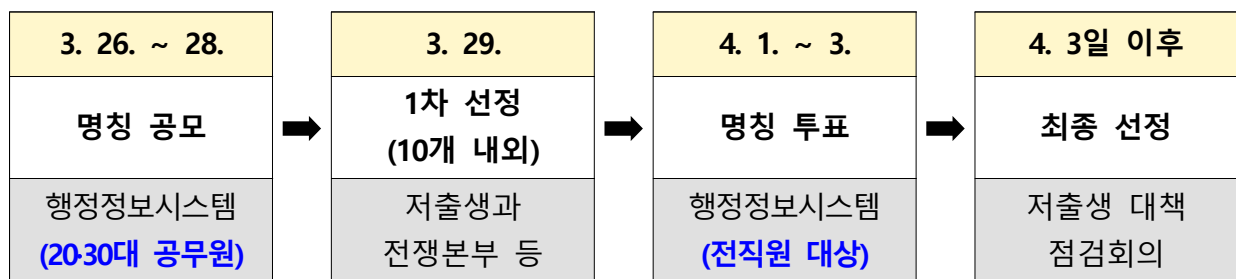 3. 26. ~ 28.
명칭 공모
행정정보시스템
(20·30대 공무원)
3. 29.
1차 선정
(10개 내외)
저출생과
전쟁본부 등
4. 1. ~ 3.
명칭 투표
행정정보시스템
(전직원 대상)
4. 3일 이후
최종 선정
저출생 대책
점검회의